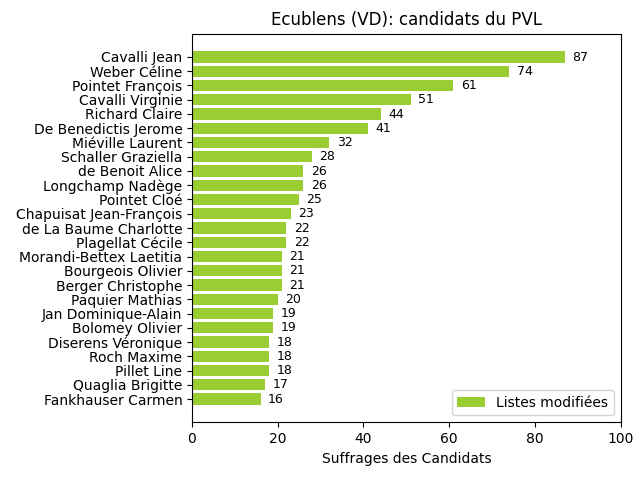 Ecublens (VD): candidats du PVL
Cavalli Jean 87
Weber Céline 74
Pointet François 61
Cavalli Virginie 51
Richard Claire 44
De Benedictis Jerome 41
Miéville Laurent 32
Schaller Graziella 28
de Benoit Alice 26
Longchamp Nadège 26
Pointet Cloé 25
Chapuisat Jean-François 23
de La Baume Charlotte 22
Plagellat Cécile 22
Morandi-Bettex Laetitia 21
Bourgeois Olivier 21
Berger Christophe 21
Paquier Mathias 20
Jan Dominique-Alain 19
Bolomey Olivier 19
Diserens Véronique 18
Roch Maxime 18
Pillet Line 18
Quaglia Brigitte 17
Fankhauser Carmen 16
Listes modifiées
0 20 40 60 80 100
Suffrages des Candidats